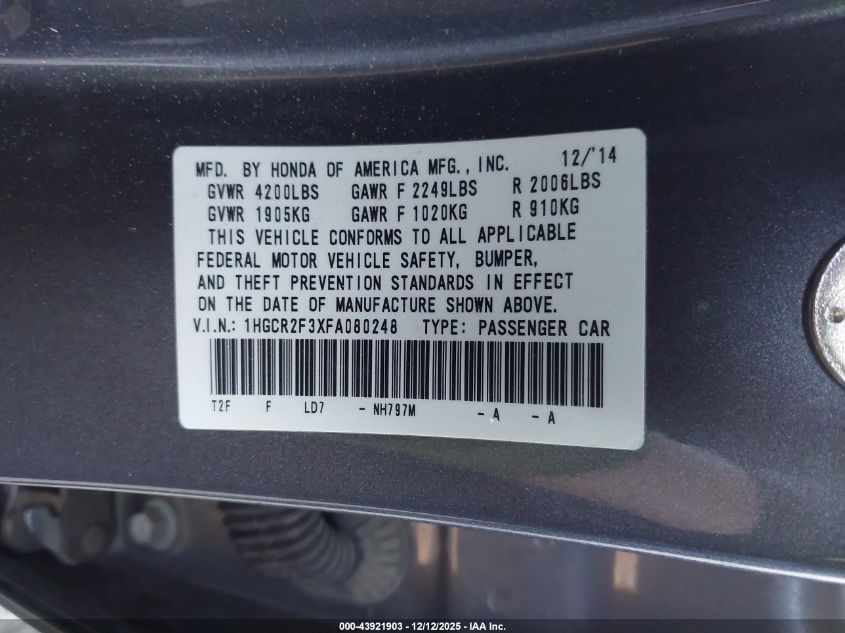 MFD. BY HONDA OF AMERICA MFG., INC. 12/'14
GVWR 4200LBS GAWR F 2249LBS R 2006LBS
GVWR 1905KG GAWR F 1020KG R 910KG
THIS VEHICLE CONFORMS TO ALL APPLICABLE
FEDERAL MOTOR VEHICLE SAFETY, BUMPER,
AND THEFT PREVENTION STANDARDS IN EFFECT
ON THE DATE OF MANUFACTURE SHOWN ABOVE.
V.I.N.: 1HGCR2F3XFA080248 TYPE: PASSENGER CAR
T2F F LD7 - NH797M - A - A
000-43921903 - 12/12/2025 - IAA Inc.